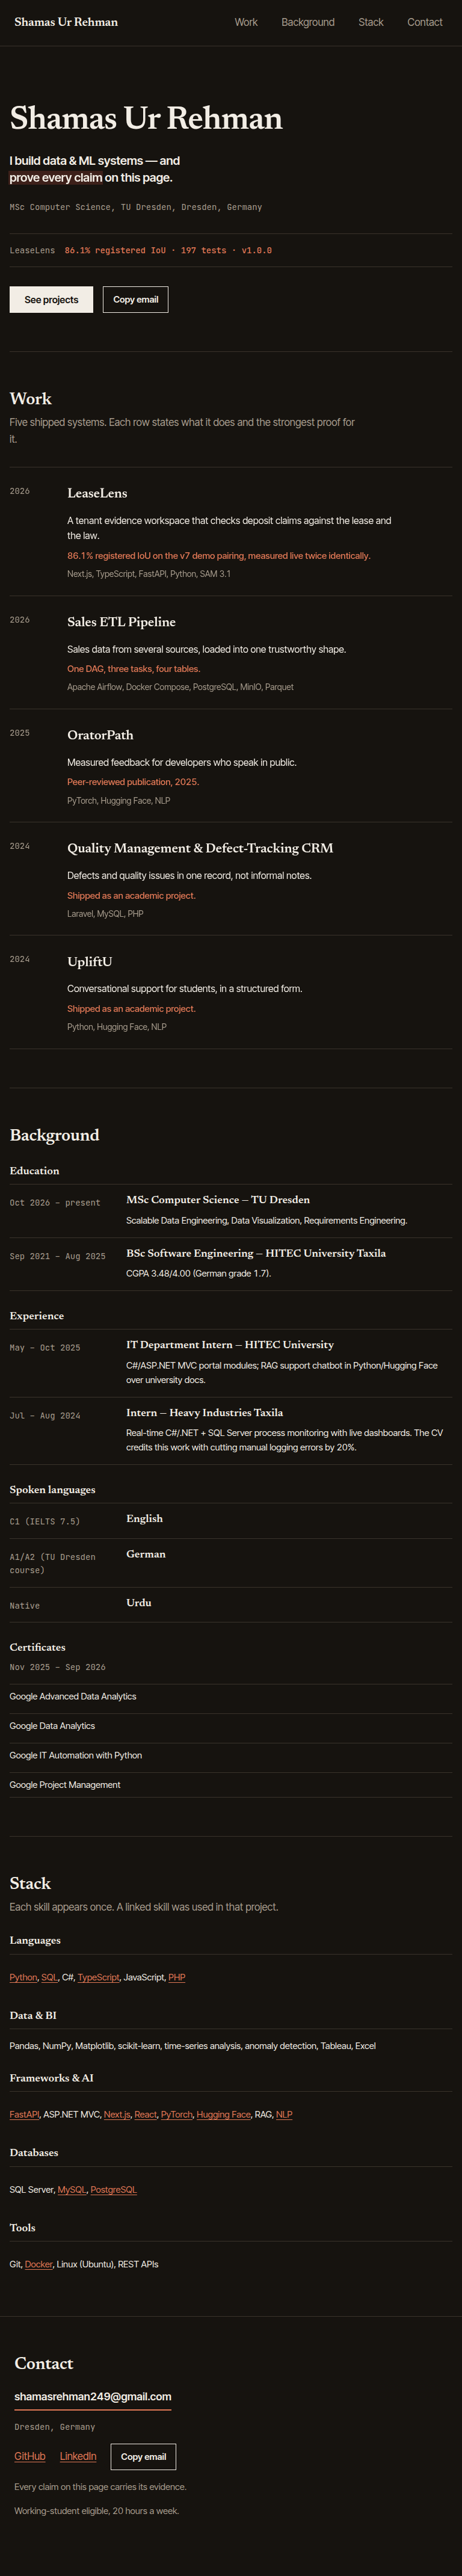 Shamas Ur Rehman
Work Background Stack Contact
Shamas Ur Rehman
I build data & ML systems — and
prove every claim on this page.
MSc Computer Science, TU Dresden, Dresden, Germany
LeaseLens 86.1% registered IoU · 197 tests · v1.0.0
See projects Copy email
Work
Five shipped systems. Each row states what it does and the strongest proof for
it.
2026
LeaseLens
A tenant evidence workspace that checks deposit claims against the lease and
the law.
86.1% registered IoU on the v7 demo pairing, measured live twice identically.
Next.js, TypeScript, FastAPI, Python, SAM 3.1
2026
Sales ETL Pipeline
Sales data from several sources, loaded into one trustworthy shape.
One DAG, three tasks, four tables.
Apache Airflow, Docker Compose, PostgreSQL, MinIO, Parquet
2025
OratorPath
Measured feedback for developers who speak in public.
Peer-reviewed publication, 2025.
PyTorch, Hugging Face, NLP
2024
Quality Management & Defect-Tracking CRM
Defects and quality issues in one record, not informal notes.
Shipped as an academic project.
Laravel, MySQL, PHP
2024
UpliftU
Conversational support for students, in a structured form.
Shipped as an academic project.
Python, Hugging Face, NLP
Background
Education
Oct 2026 – present
MSc Computer Science — TU Dresden
Scalable Data Engineering, Data Visualization, Requirements Engineering.
Sep 2021 – Aug 2025
BSc Software Engineering — HITEC University Taxila
CGPA 3.48/4.00 (German grade 1.7).
Experience
May – Oct 2025
IT Department Intern — HITEC University
C#/ASP.NET MVC portal modules; RAG support chatbot in Python/Hugging Face
over university docs.
Jul – Aug 2024
Intern — Heavy Industries Taxila
Real-time C#/.NET + SQL Server process monitoring with live dashboards. The CV
credits this work with cutting manual logging errors by 20%.
Spoken languages
C1 (IELTS 7.5)
English
A1/A2 (TU Dresden
course)
German
Native
Urdu
Certificates
Nov 2025 – Sep 2026
Google Advanced Data Analytics
Google Data Analytics
Google IT Automation with Python
Google Project Management
Stack
Each skill appears once. A linked skill was used in that project.
Languages
Python, SQL, C#, TypeScript, JavaScript, PHP
Data & BI
Pandas, NumPy, Matplotlib, scikit-learn, time-series analysis, anomaly detection, Tableau, Excel
Frameworks & AI
FastAPI, ASP.NET MVC, Next.js, React, PyTorch, Hugging Face, RAG, NLP
Databases
SQL Server, MySQL, PostgreSQL
Tools
Git, Docker, Linux (Ubuntu), REST APIs
Contact
shamasrehman249@gmail.com
Dresden, Germany
GitHub LinkedIn Copy email
Every claim on this page carries its evidence.
Working-student eligible, 20 hours a week.